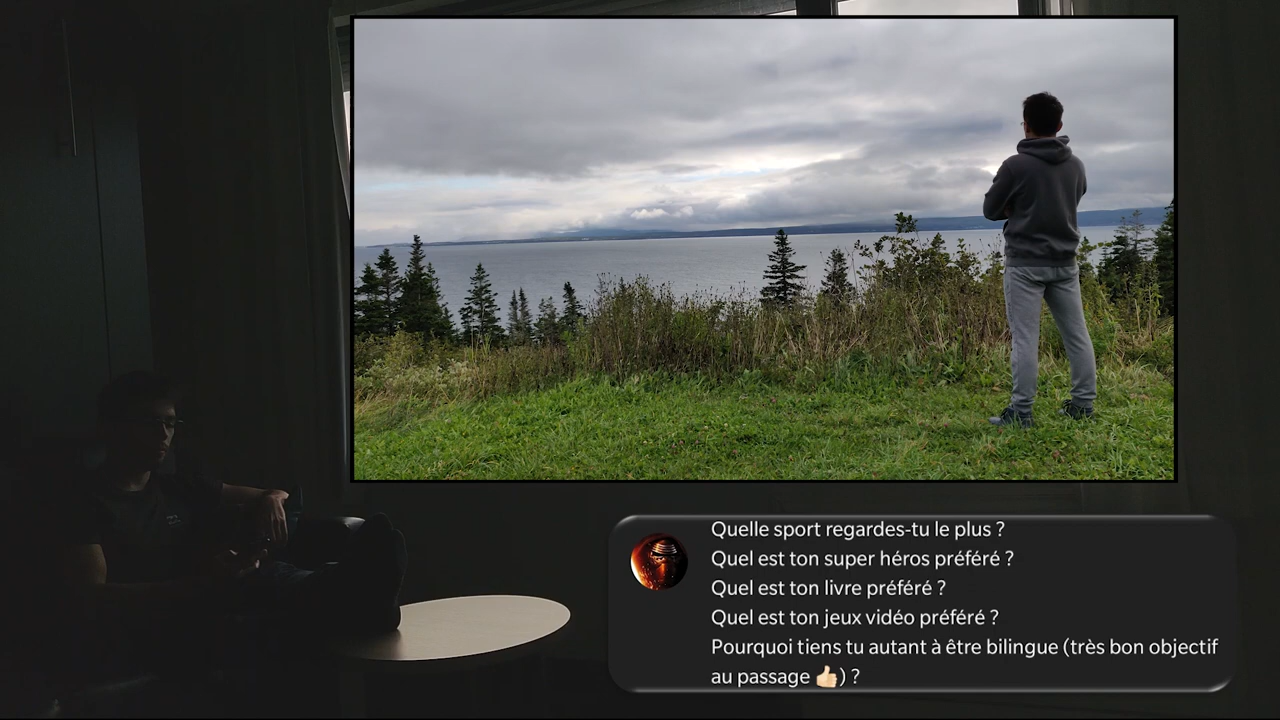 Quelle sport regardes-tu le plus ?
Quel est ton super héros préféré ?
Quel est ton livre préféré ?
Quel est ton jeux vidéo préféré ?
Pourquoi tiens tu autant à être bilingue (très bon objectif
au passage 👍🏻) ?